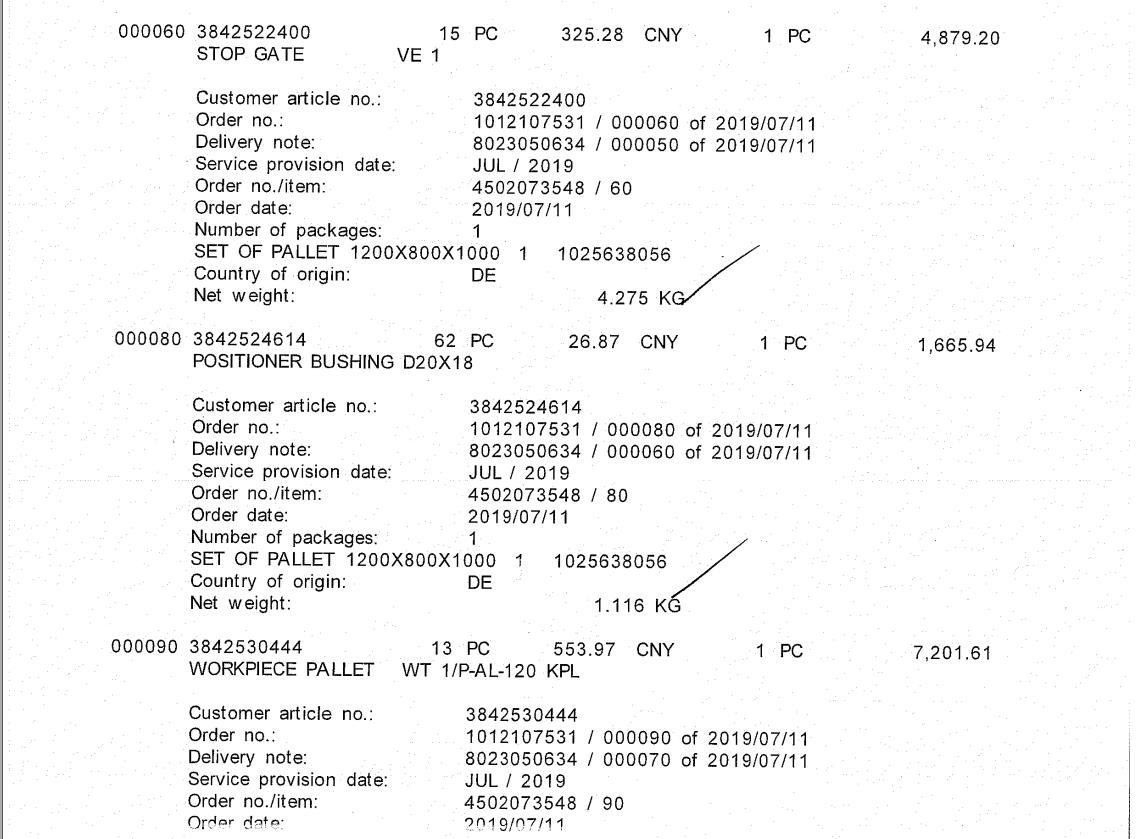 000060 3842522400 15 PC 325.28 CNY 1 PC 4,879.20
STOP GATE VE 1
Customer article no.: 3842522400
Order no.: 1012107531 / 000060 of 2019/07/11
Delivery note: 8023050634 / 000050 of 2019/07/11
Service provision date: JUL / 2019
Order no./item: 4502073548 / 60
Order date: 2019/07/11
Number of packages: 1
SET OF PALLET 1200X800X1000 1 1025638056
Country of origin: DE
Net weight: 4.275 KG
000080 3842524614 62 PC 26.87 CNY 1 PC 1,665.94
POSITIONER BUSHING D20X18
Customer article no.: 3842524614
Order no.: 1012107531 / 000080 of 2019/07/11
Delivery note: 8023050634 / 000060 of 2019/07/11
Service provision date: JUL / 2019
Order no./item: 4502073548 / 80
Order date: 2019/07/11
Number of packages: 1
SET OF PALLET 1200X800X1000 1 1025638056
Country of origin: DE
Net weight: 1.116 KG
000090 3842530444 13 PC 553.97 CNY 1 PC 7,201.61
WORKPIECE PALLET WT 1/P-AL-120 KPL
Customer article no.: 3842530444
Order no.: 1012107531 / 000090 of 2019/07/11
Delivery note: 8023050634 / 000070 of 2019/07/11
Service provision date: JUL / 2019
Order no./item: 4502073548 / 90
Order date: 2019/07/11